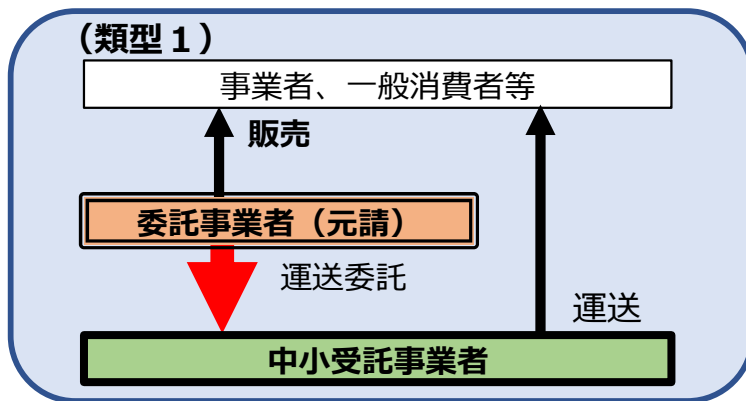 （類型１）
事業者、一般消費者等
販売
委託事業者（元請）
運送委託
運送
中小受託事業者